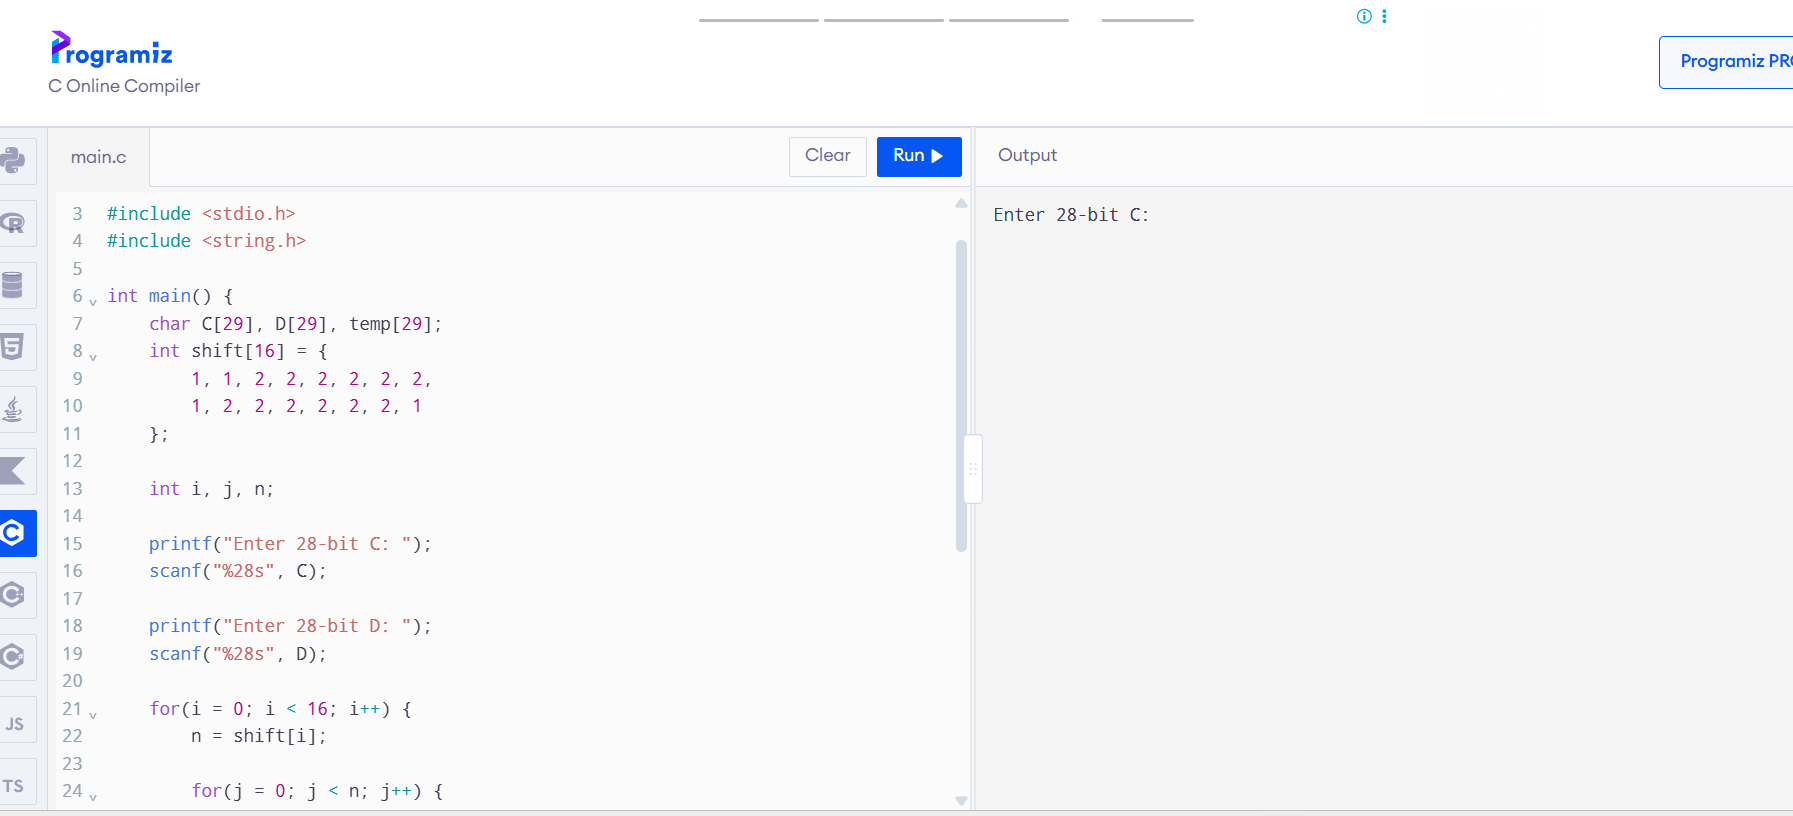 Programiz
C Online Compiler
Programiz PRO
main.c
Clear
Run
Output
3 #include <stdio.h>
4 #include <string.h>
5
6 int main() {
7 char C[29], D[29], temp[29];
8 int shift[16] = {
9 1, 1, 2, 2, 2, 2, 2, 2,
10 1, 2, 2, 2, 2, 2, 2, 1
11 };
12
13 int i, j, n;
14
15 printf("Enter 28-bit C: ");
16 scanf("%28s", C);
17
18 printf("Enter 28-bit D: ");
19 scanf("%28s", D);
20
21 for(i = 0; i < 16; i++) {
22 n = shift[i];
23
24 for(j = 0; j < n; j++) {
Enter 28-bit C:
R
C
C
C
JS
TS